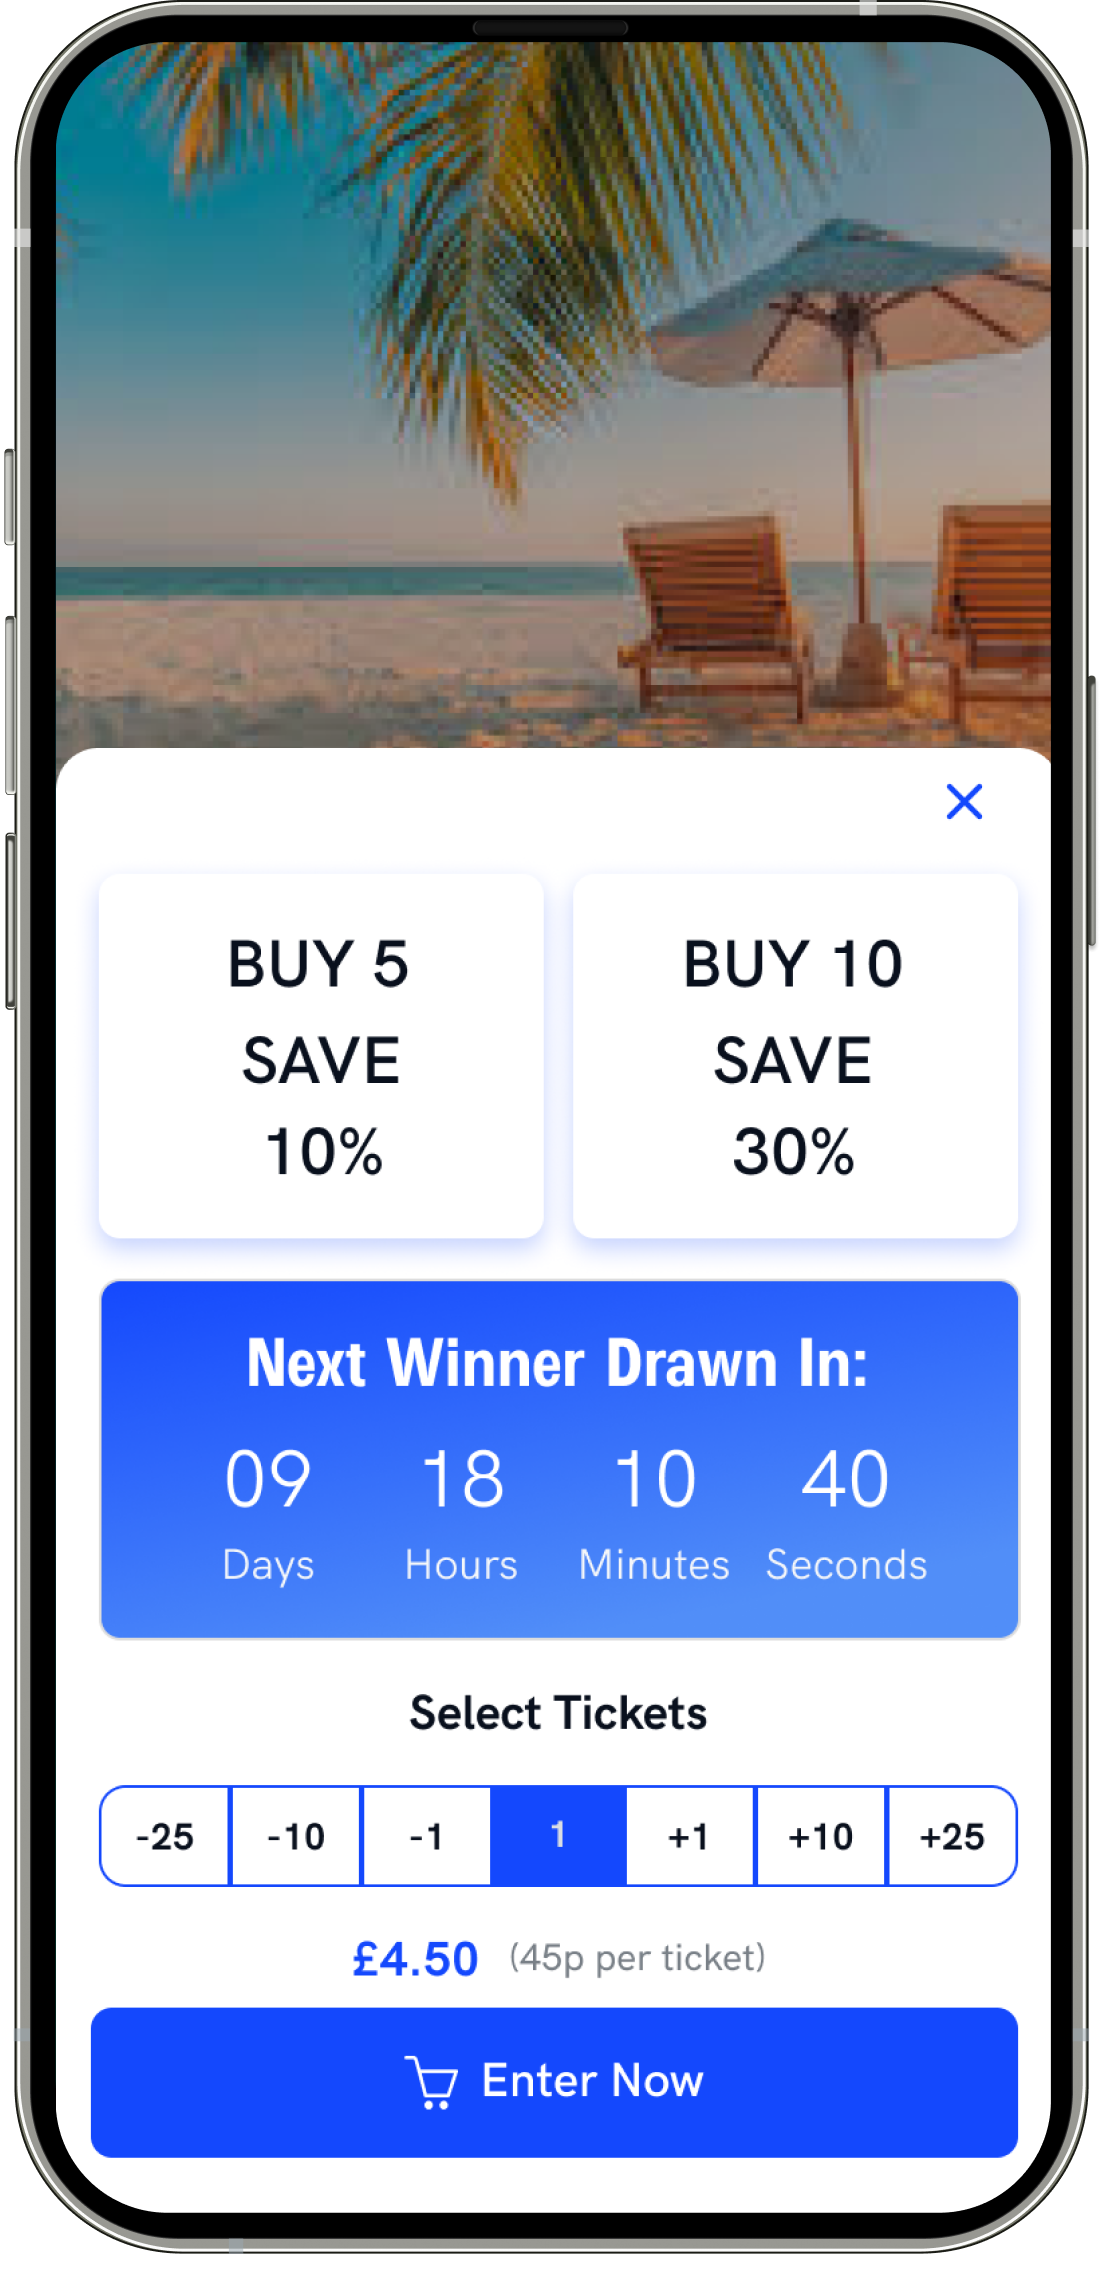 BUY 5
SAVE
10%
BUY 10
SAVE
30%
Next Winner Drawn In:
09 18 10 40
Days Hours Minutes Seconds
Select Tickets
-25 -10 -1 1 +1 +10 +25
£4.50 (45p per ticket)
Enter Now